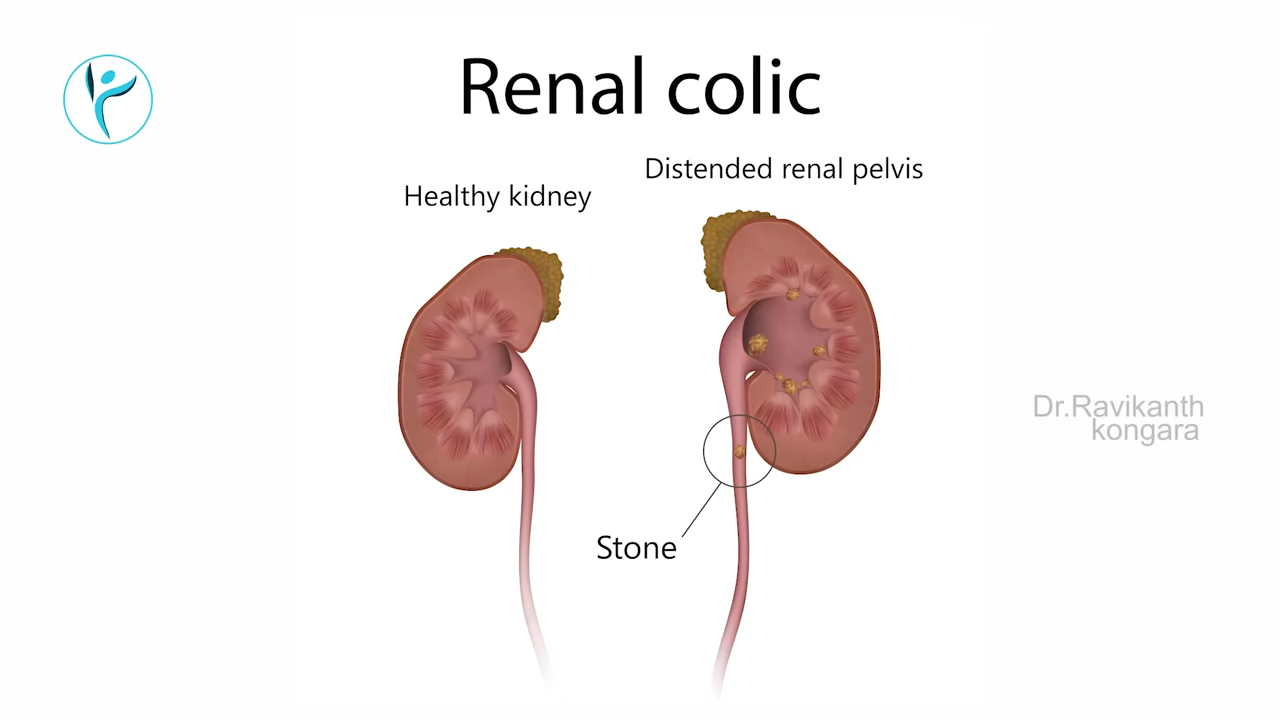 Renal colic
Distended renal pelvis
Healthy kidney
Dr.Ravikanth
kongara
Stone